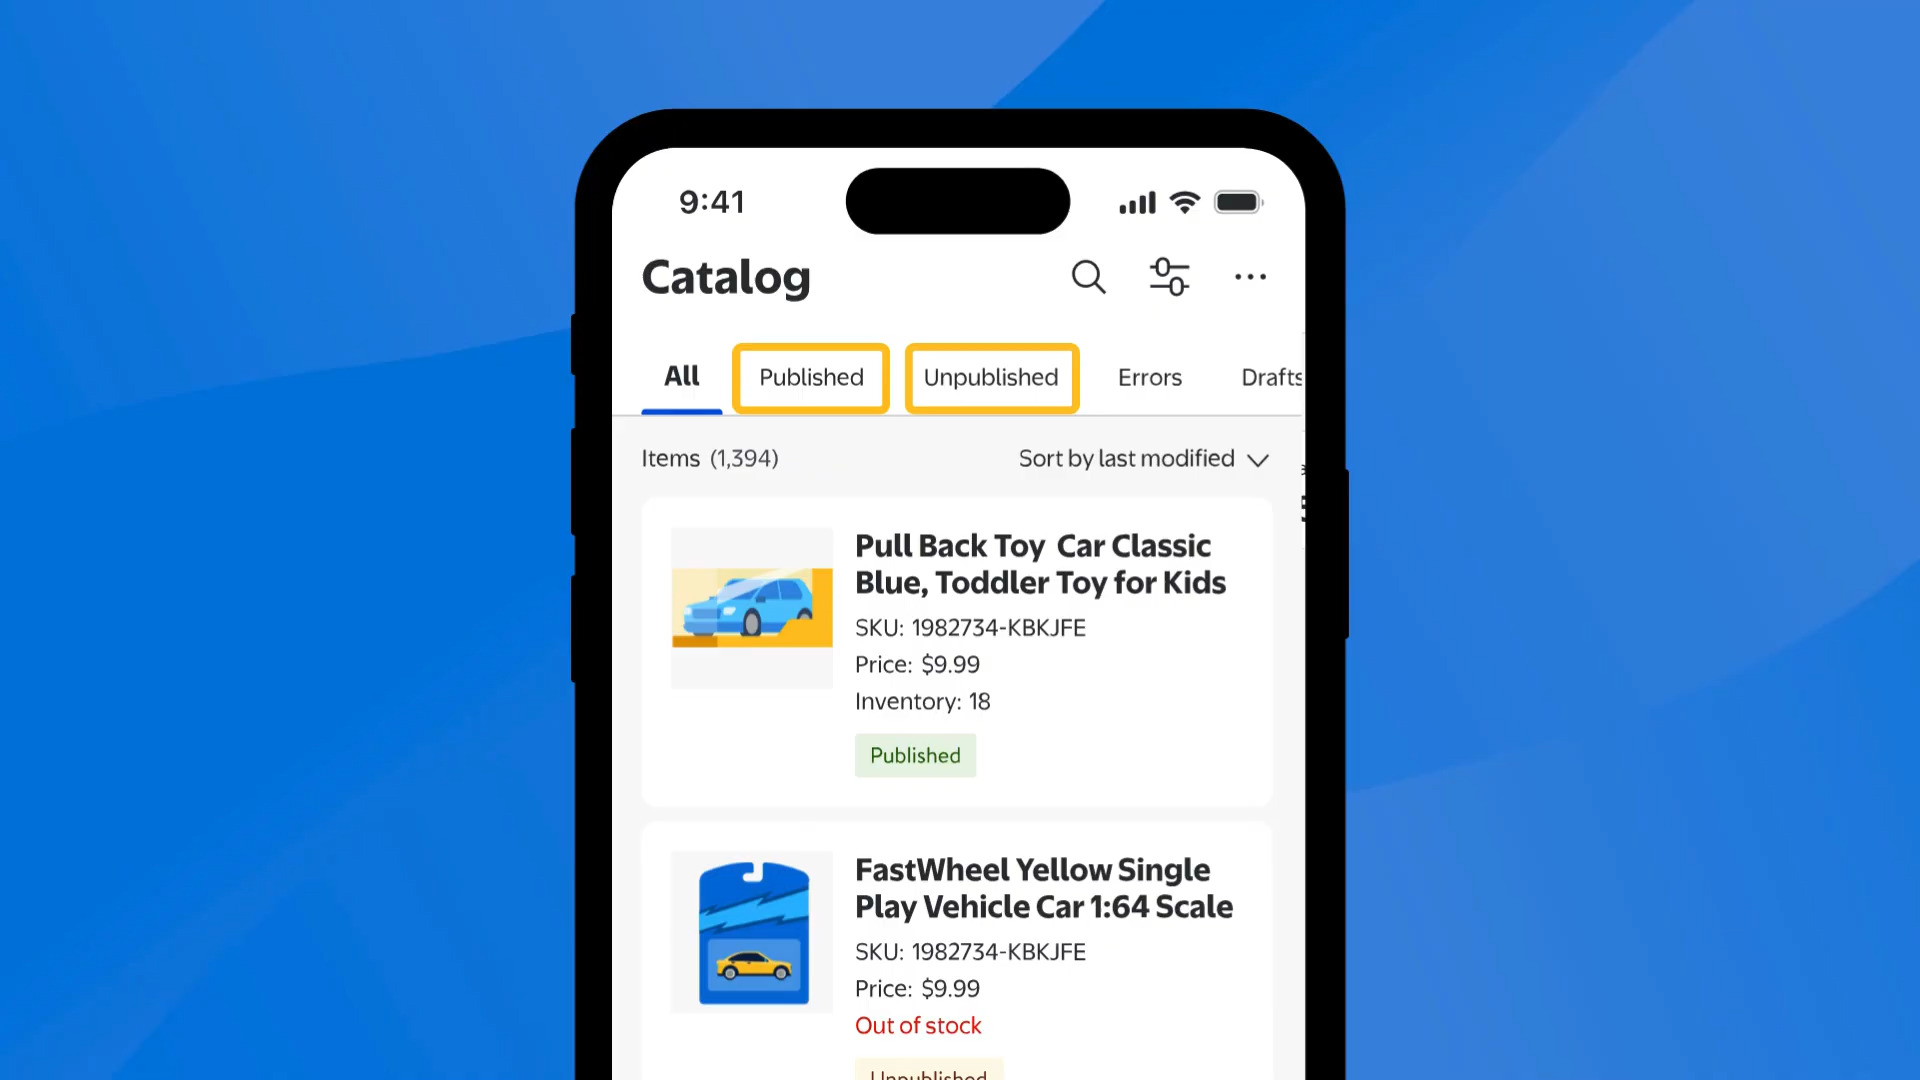 9:41
Catalog
All Published Unpublished Errors Drafts
Items (1,394) Sort by last modified
Pull Back Toy Car Classic
Blue, Toddler Toy for Kids
SKU: 1982734-KBKJFE
Price: $9.99
Inventory: 18
Published
FastWheel Yellow Single
Play Vehicle Car 1:64 Scale
SKU: 1982734-KBKJFE
Price: $9.99
Out of stock
Unpublished